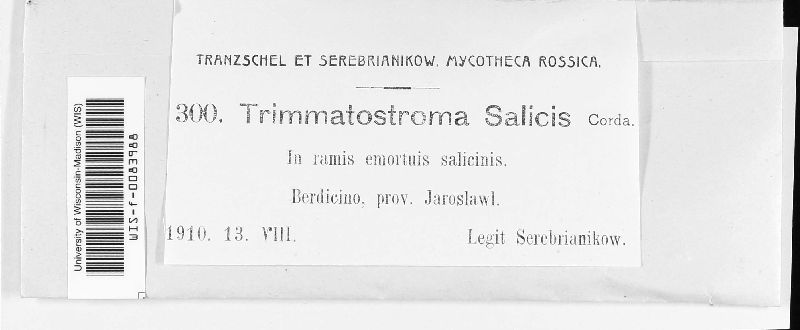 TRANZSCHEL ET SEREBRIANIKOW. MYCOTHECA ROSSICA.
300. Trimmatostroma Salicis Corda.
In ramis emortuis salicinis.
Berdicino, prov. Jaroslawl.
1910. 13. VIII. Legit Serebrianikow.
University of Wisconsin-Madison (WIS)
WIS-f-0083988